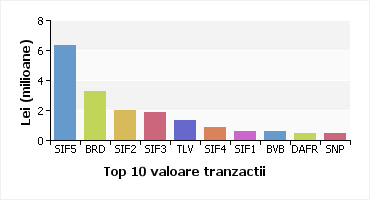 Lei (milioane)
8
6
4
2
0
SIF5 BRD SIF2 SIF3 TLV SIF4 SIF1 BVB DAFR SNP
Top 10 valoare tranzactii